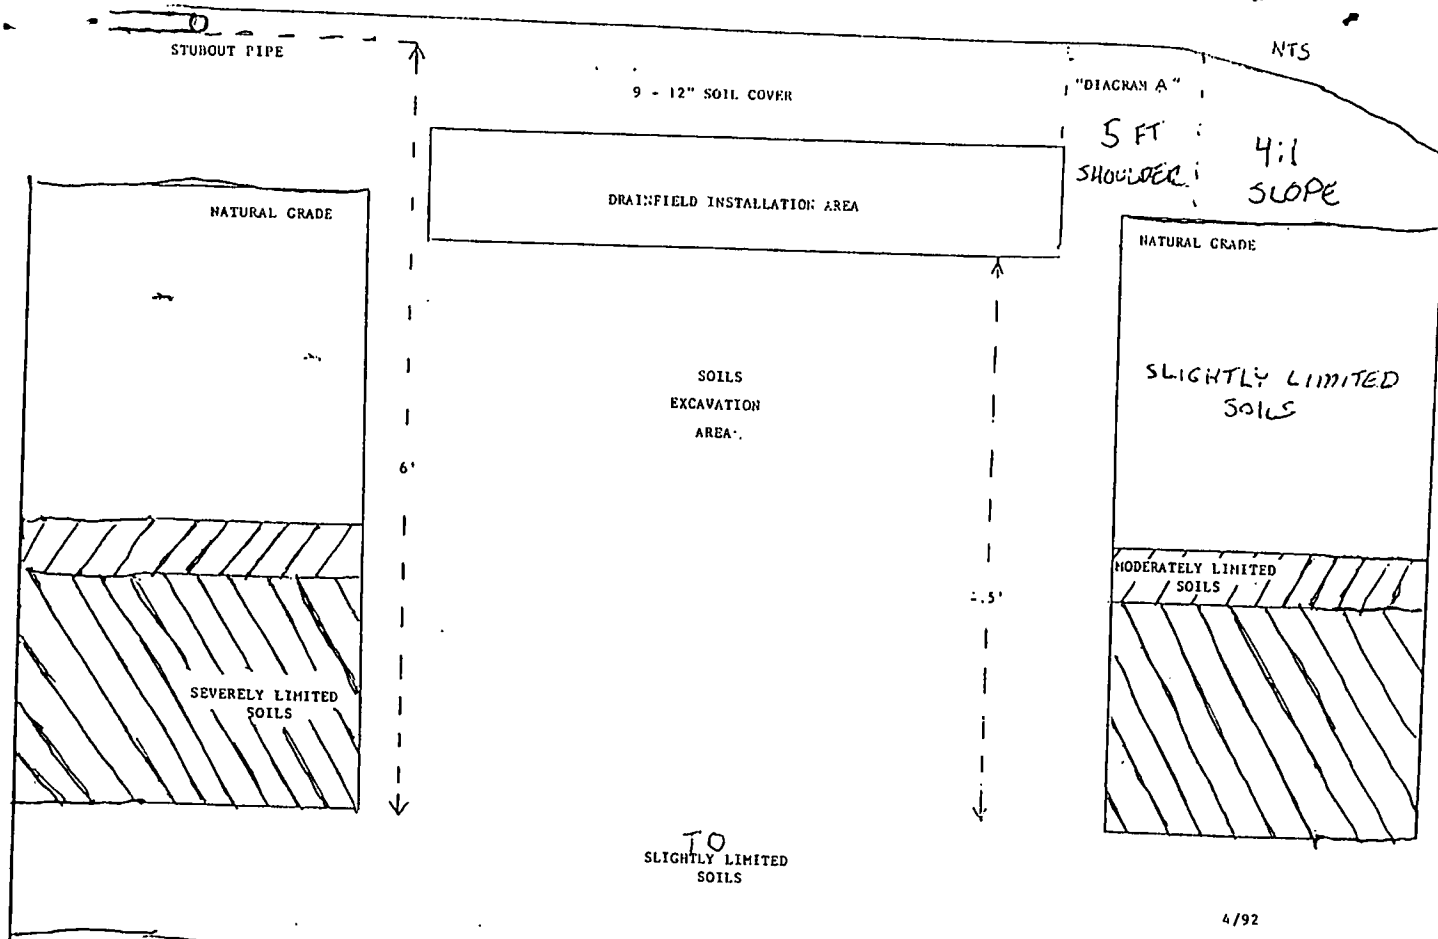 NTS
STUBOUT PIPE
9 - 12" SOIL COVER
"DIAGRAM A"
5 FT
SHOULDER
4:1
SLOPE
DRAINFIELD INSTALLATION AREA
NATURAL GRADE
NATURAL GRADE
SOILS
EXCAVATION
AREA
SLIGHTLY LIMITED
SOILS
6'
MODERATELY LIMITED
SOILS
SEVERELY LIMITED
SOILS
TO
SLIGHTLY LIMITED
SOILS
4/92